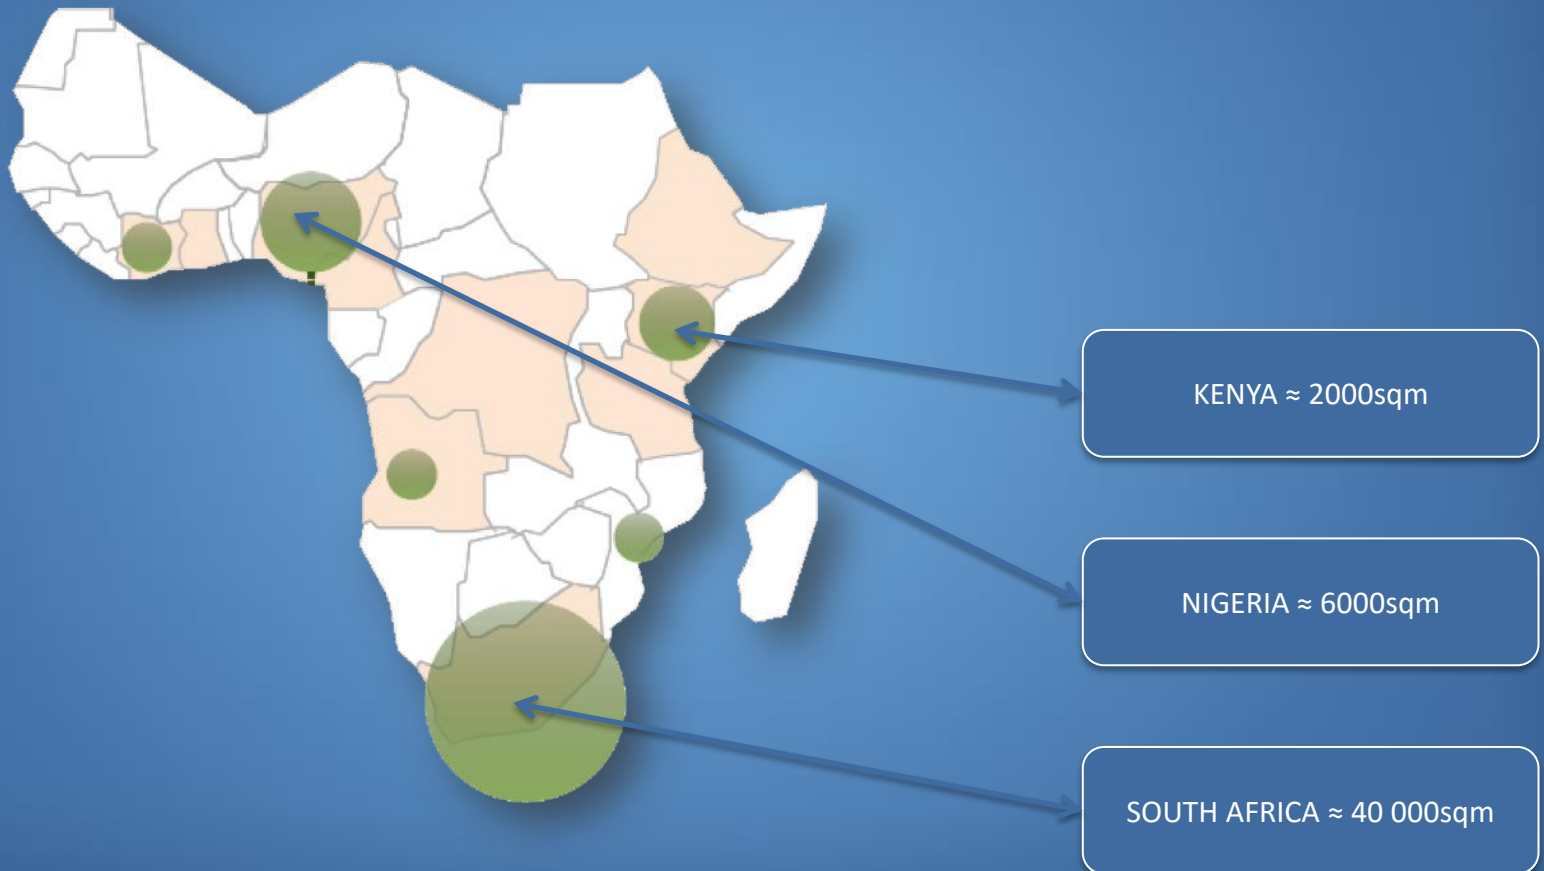 KENYA ≈ 2000sqm
NIGERIA ≈ 6000sqm
SOUTH AFRICA ≈ 40 000sqm